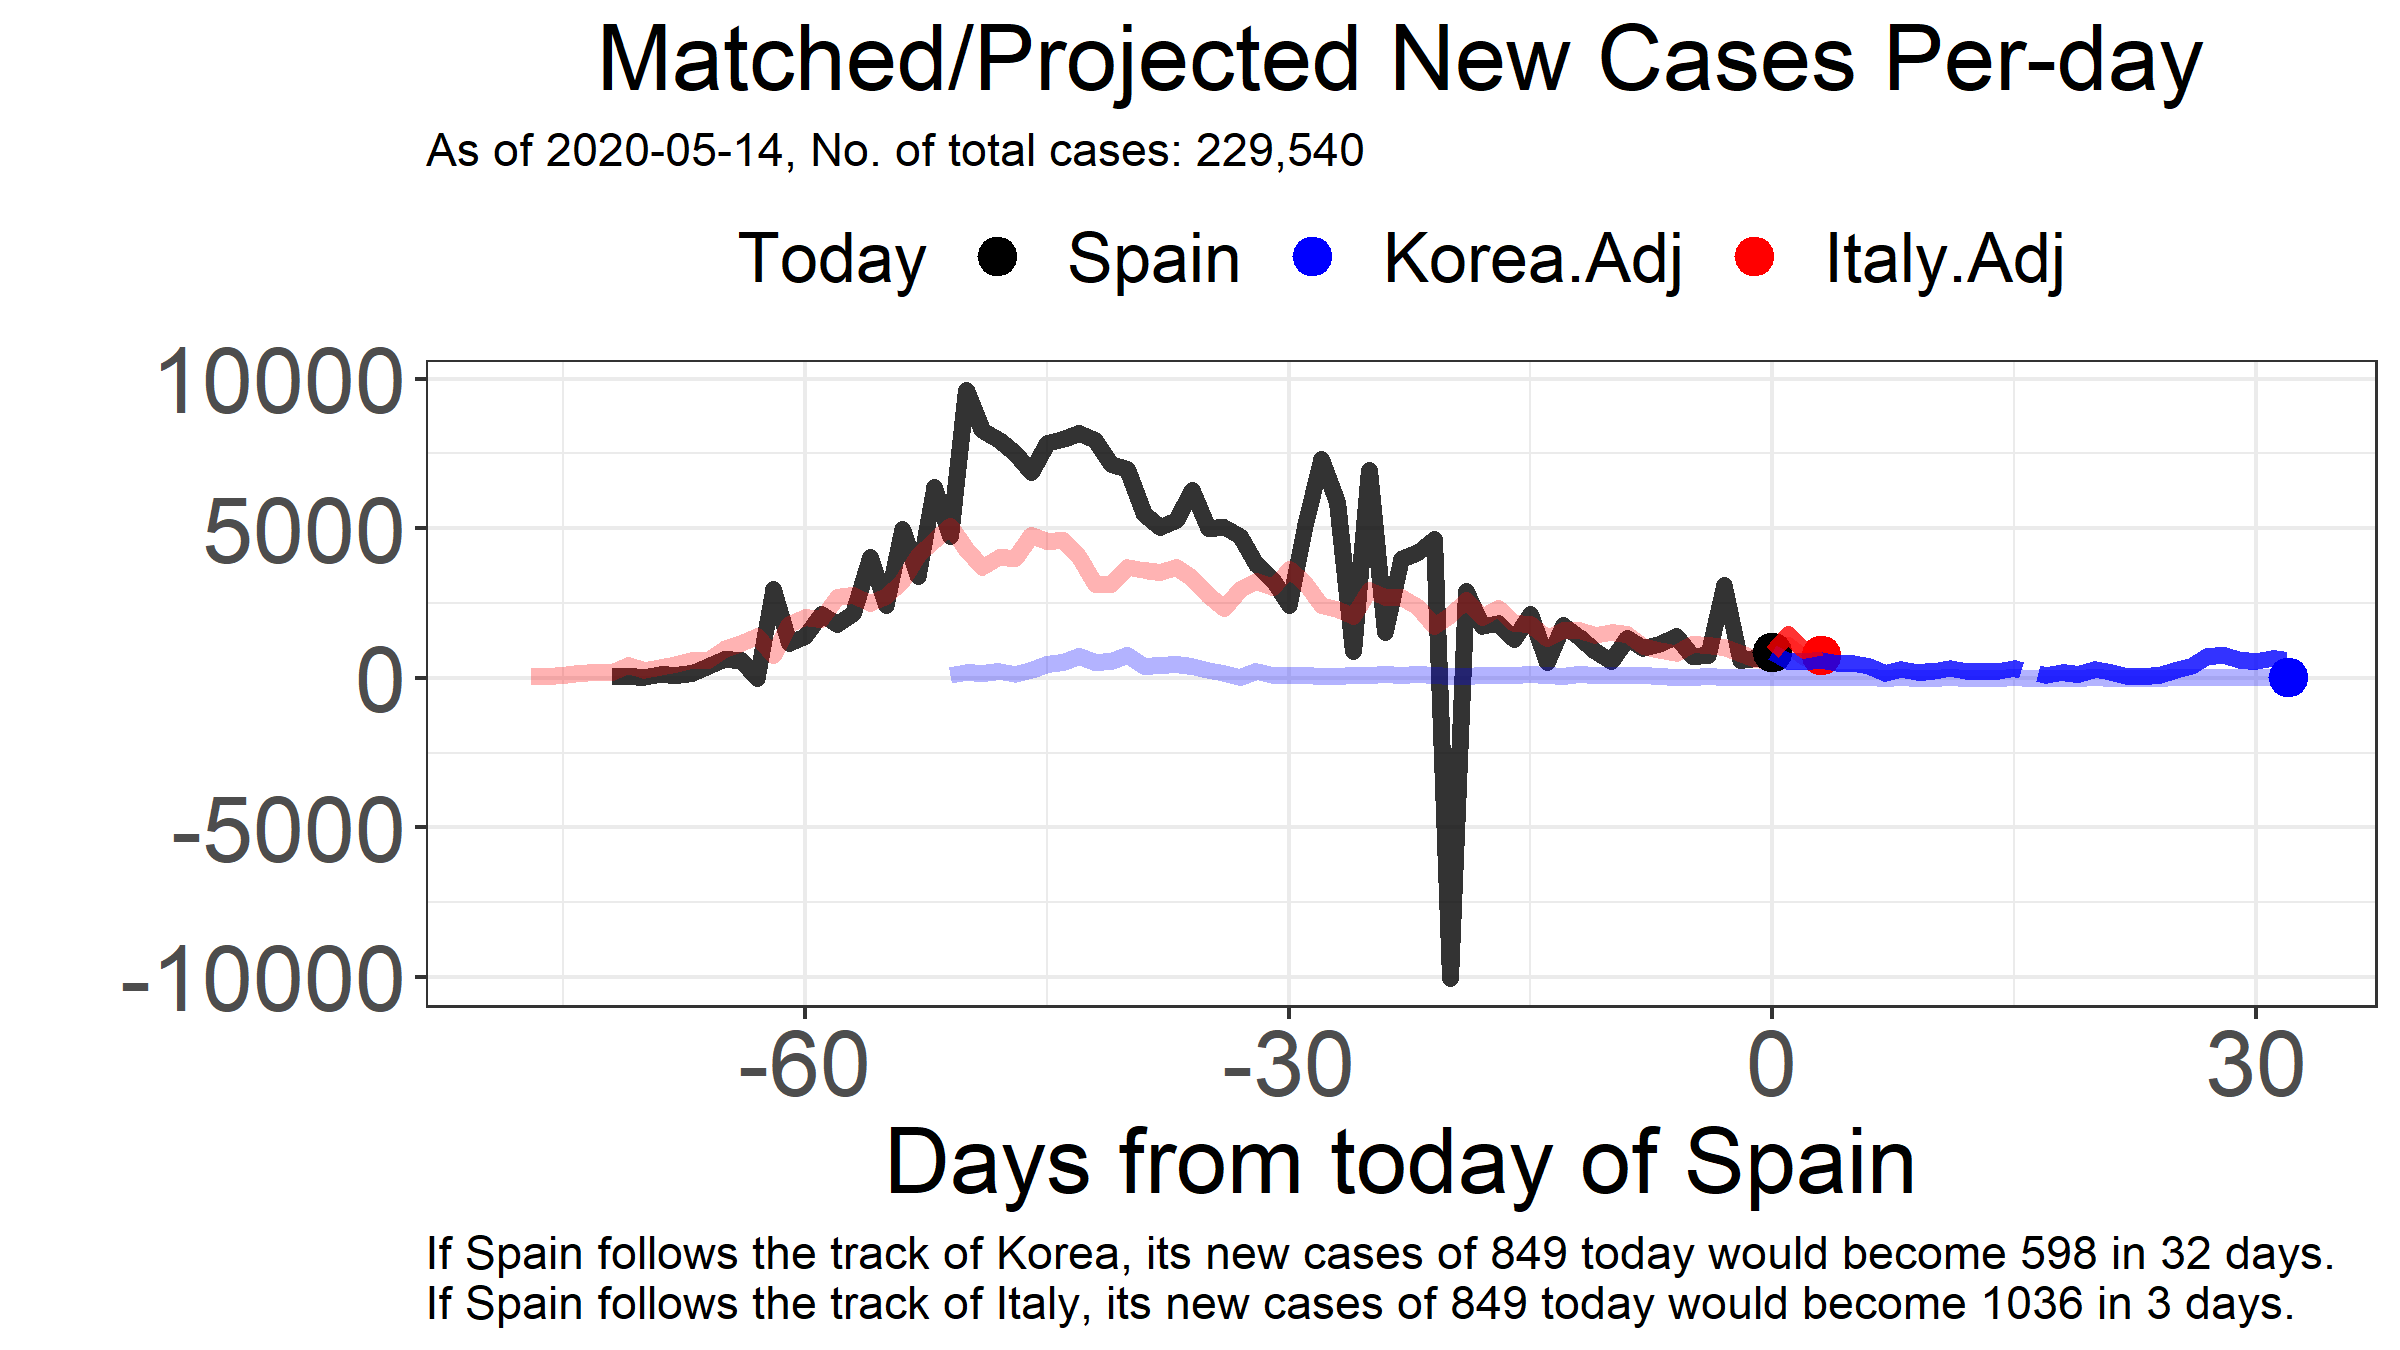 Matched/Projected New Cases Per-day
As of 2020-05-14, No. of total cases: 229,540
Today Spain Korea.Adj Italy.Adj
10000
5000
0
-5000
-10000
-60 -30 0 30
Days from today of Spain
If Spain follows the track of Korea, its new cases of 849 today would become 598 in 32 days.
If Spain follows the track of Italy, its new cases of 849 today would become 1036 in 3 days.